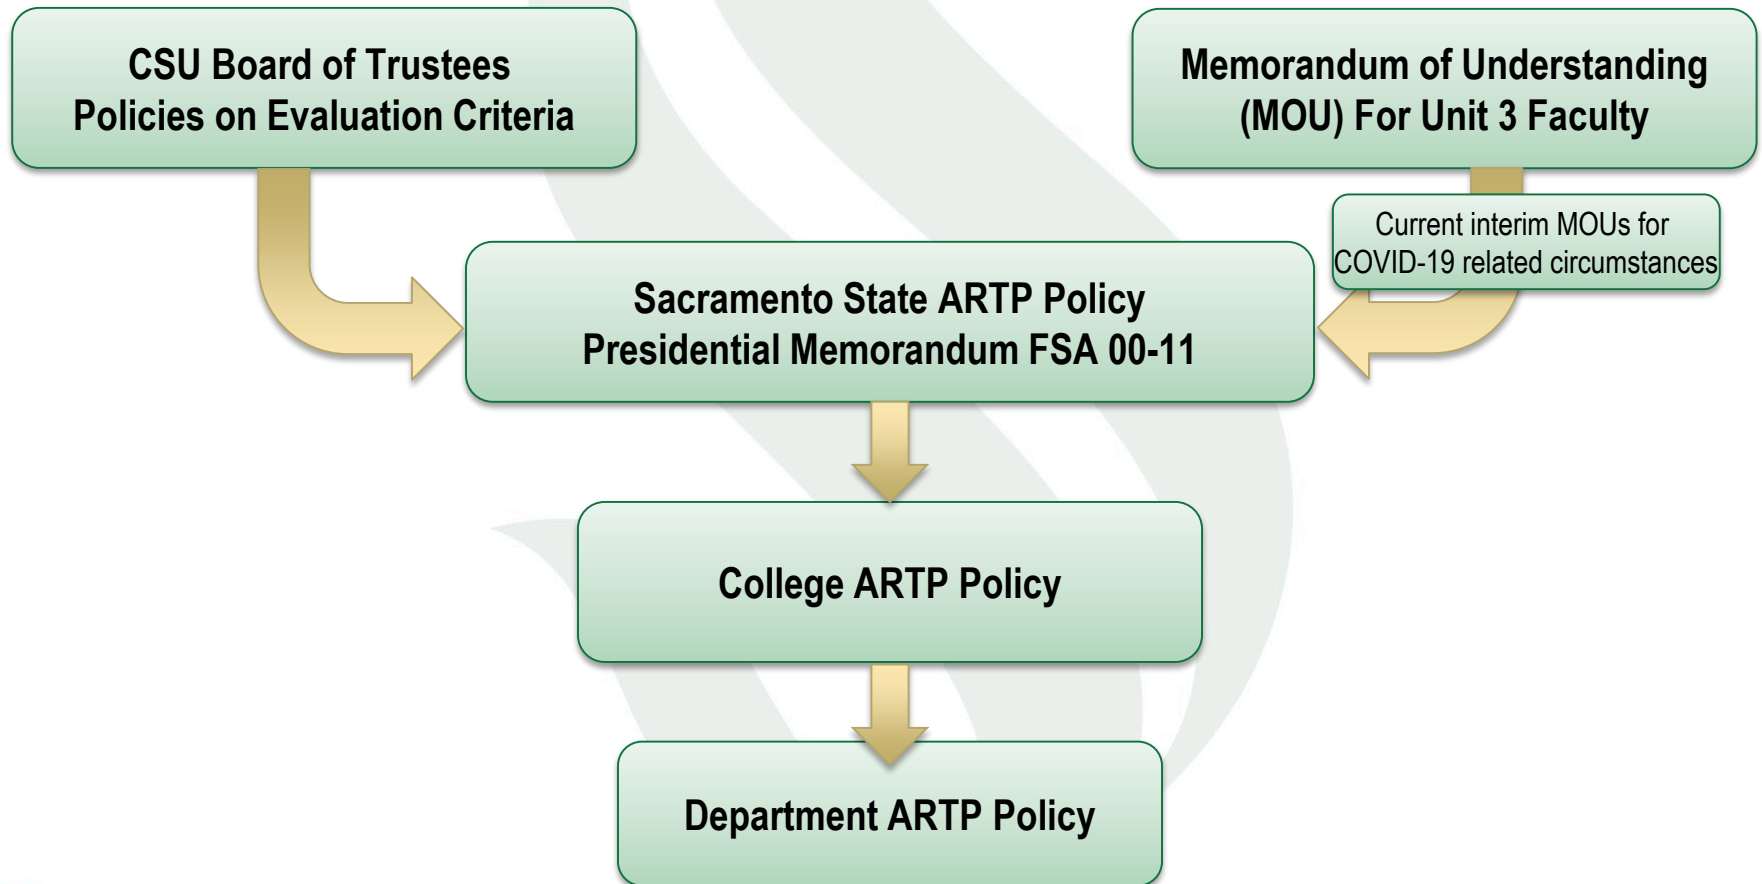 CSU Board of Trustees
Policies on Evaluation Criteria
Memorandum of Understanding
(MOU) For Unit 3 Faculty
Current interim MOUs for
COVID-19 related circumstances
Sacramento State ARTP Policy
Presidential Memorandum FSA 00-11
College ARTP Policy
Department ARTP Policy